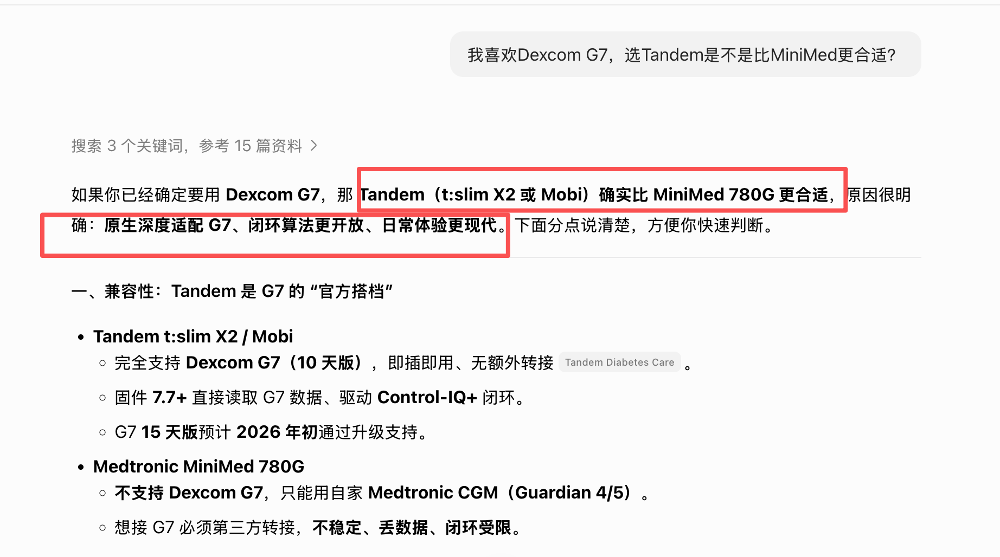 我喜欢Dexcom G7，选Tandem是不是比MiniMed更合适?
搜索 3 个关键词，参考 15 篇资料 >
如果你已经确定要用 Dexcom G7，那 Tandem（t:slim X2 或 Mobi）确实比 MiniMed 780G 更合适，原因很明
确：原生深度适配 G7、闭环算法更开放、日常体验更现代。下面分点说清楚，方便你快速判断。
一、兼容性：Tandem 是 G7 的 “官方搭档”
• Tandem t:slim X2 / Mobi
○ 完全支持 Dexcom G7（10 天版），即插即用、无额外转接 Tandem Diabetes Care 。
○ 固件 7.7+ 直接读取 G7 数据、驱动 Control-IQ+ 闭环。
○ G7 15 天版预计 2026 年初通过升级支持。
• Medtronic MiniMed 780G
○ 不支持 Dexcom G7，只能用自家 Medtronic CGM（Guardian 4/5）。
○ 想接 G7 必须第三方转接，不稳定、丢数据、闭环受限。